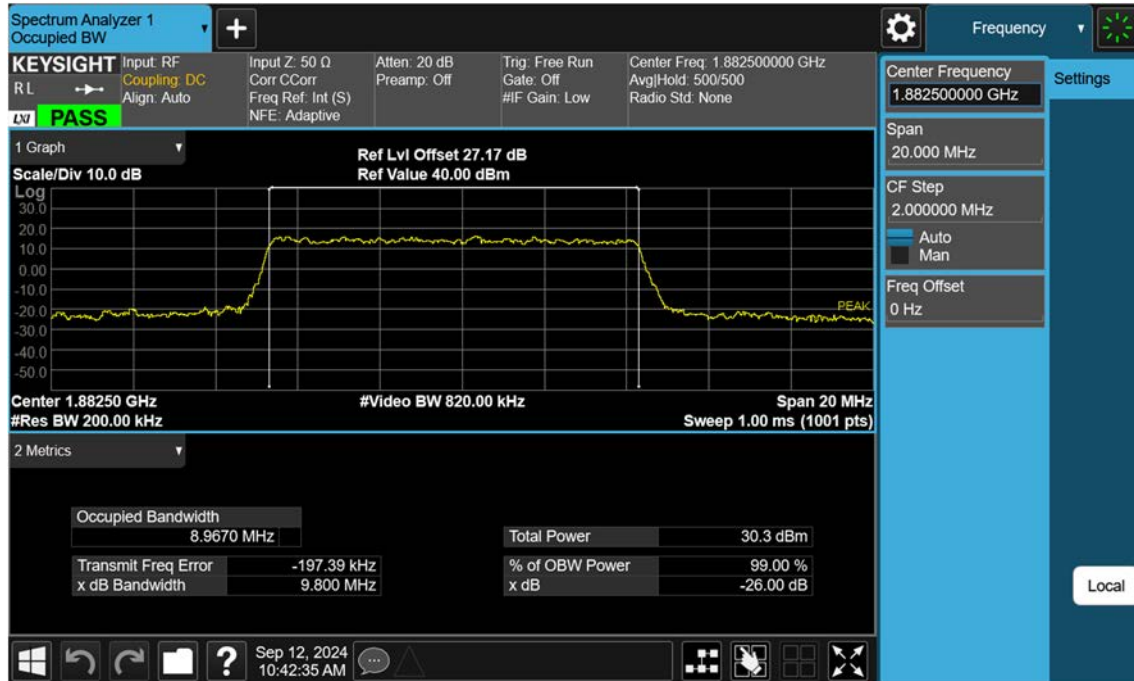 Spectrum Analyzer 1
Occupied BW
+
Frequency
KEYSIGHT
RL
LXI PASS
Input: RF
Coupling: DC
Align: Auto
Input Z: 50 Ω
Corr CCorr
Freq Ref: Int (S)
NFE: Adaptive
Atten: 20 dB
Preamp: Off
Trig: Free Run
Gate: Off
#IF Gain: Low
Center Freq: 1.882500000 GHz
Avg|Hold: 500/500
Radio Std: None
Center Frequency
1.882500000 GHz
Settings
Span
20.000 MHz
CF Step
2.000000 MHz
Auto
Man
Freq Offset
0 Hz
Local
1 Graph
Scale/Div 10.0 dB
Ref Lvl Offset 27.17 dB
Ref Value 40.00 dBm
Log
30.0
20.0
10.0
0.00
-10.0
-20.0
-30.0
-40.0
-50.0
PEAK
Center 1.88250 GHz
#Video BW 820.00 kHz
Span 20 MHz
#Res BW 200.00 kHz
Sweep 1.00 ms (1001 pts)
2 Metrics
Occupied Bandwidth
8.9670 MHz
Total Power 30.3 dBm
Transmit Freq Error -197.39 kHz
% of OBW Power 99.00 %
x dB Bandwidth 9.800 MHz
x dB -26.00 dB
?
Sep 12, 2024
10:42:35 AM